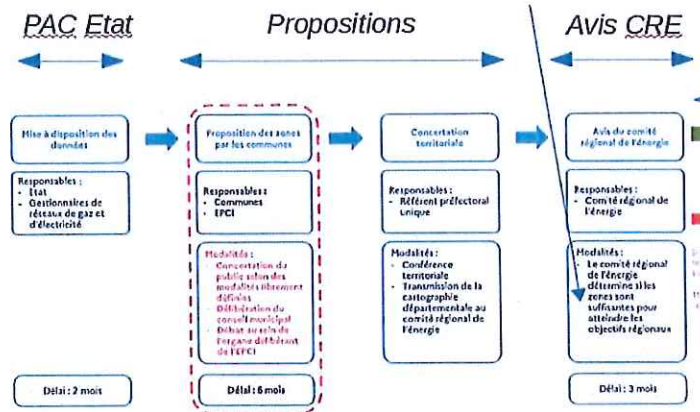 PAC Etat
Propositions
Avis CRE
Mise à disposition des
données
Proposition des zones
par les communes
Concertation
territoriale
Avis du comité
régional de l'énergie
Responsables :
• Etat
• Gestionnaires de
réseaux de gaz et
d'électricité
Responsables :
• Communes
• EPCI
Responsables :
• Référent préfectoral
unique
Responsables :
• Comité régional de
l'énergie
Modalités :
• Concertation du
public selon des
modalités librement
définies
• Délibération du
conseil municipal
• Débat au sein de
l'organe délibérant
de l'EPCI
Modalités :
• Conférence
territoriale
• Transmission de la
cartographie
départementale au
comité régional de
l'énergie
Modalités :
• Le comité régional
de l'énergie
détermine si les
zones sont
suffisantes pour
atteindre les
objectifs régionaux
Délai : 2 mois
Délai : 6 mois
Délai : 3 mois